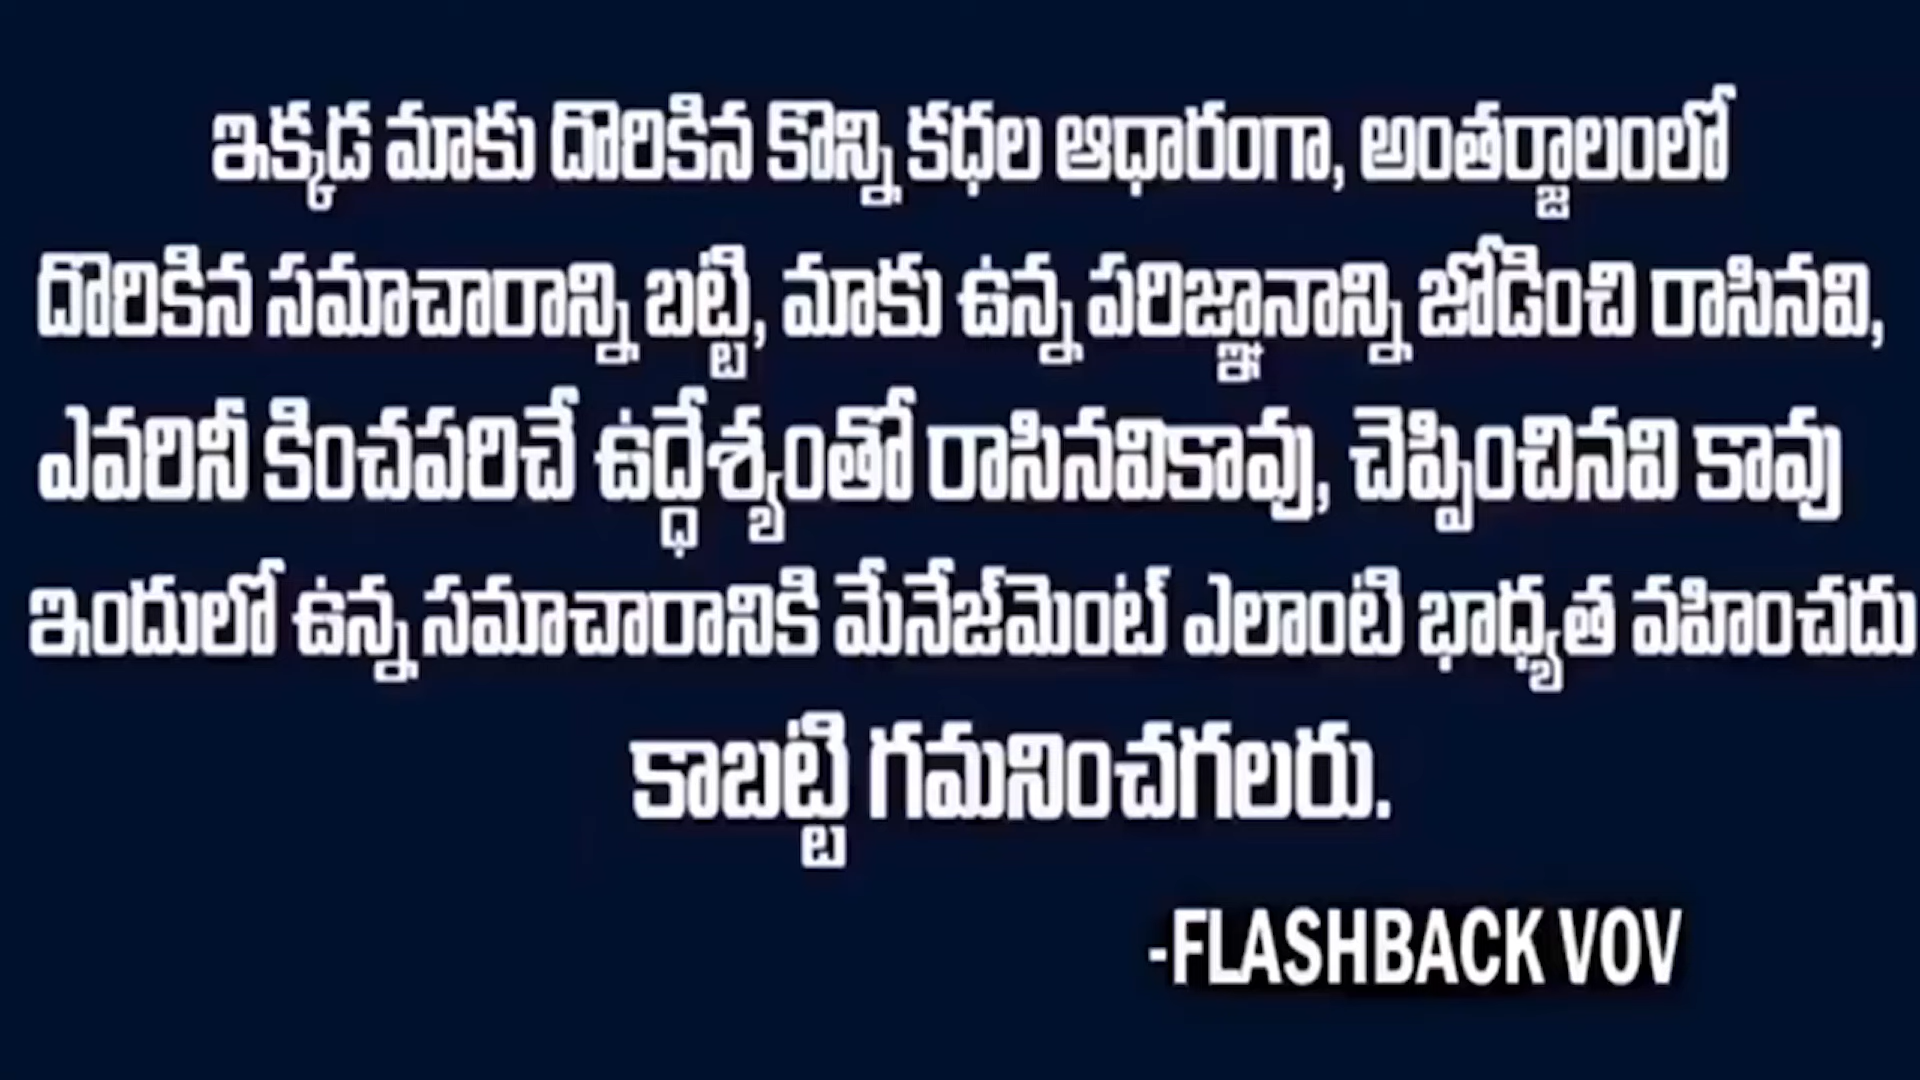 ఇక్కడ మాకు దొరికిన కొన్ని కధల ఆధారంగా, అంతర్జాలంలో
దొరికిన సమాచారాన్ని బట్టి, మాకు ఉన్న పరిజ్ఞానాన్ని జోడించి రాసినవి,
ఎవరినీ కించపరిచే ఉద్ధేశ్యంతో రాసినవికావు, చెప్పించినవి కావు
ఇందులో ఉన్న సమాచారానికి మేనేజ్‌మెంట్ ఎలాంటి భాధ్యత వహించదు
కాబట్టి గమనించగలరు.
-FLASHBACK VOV